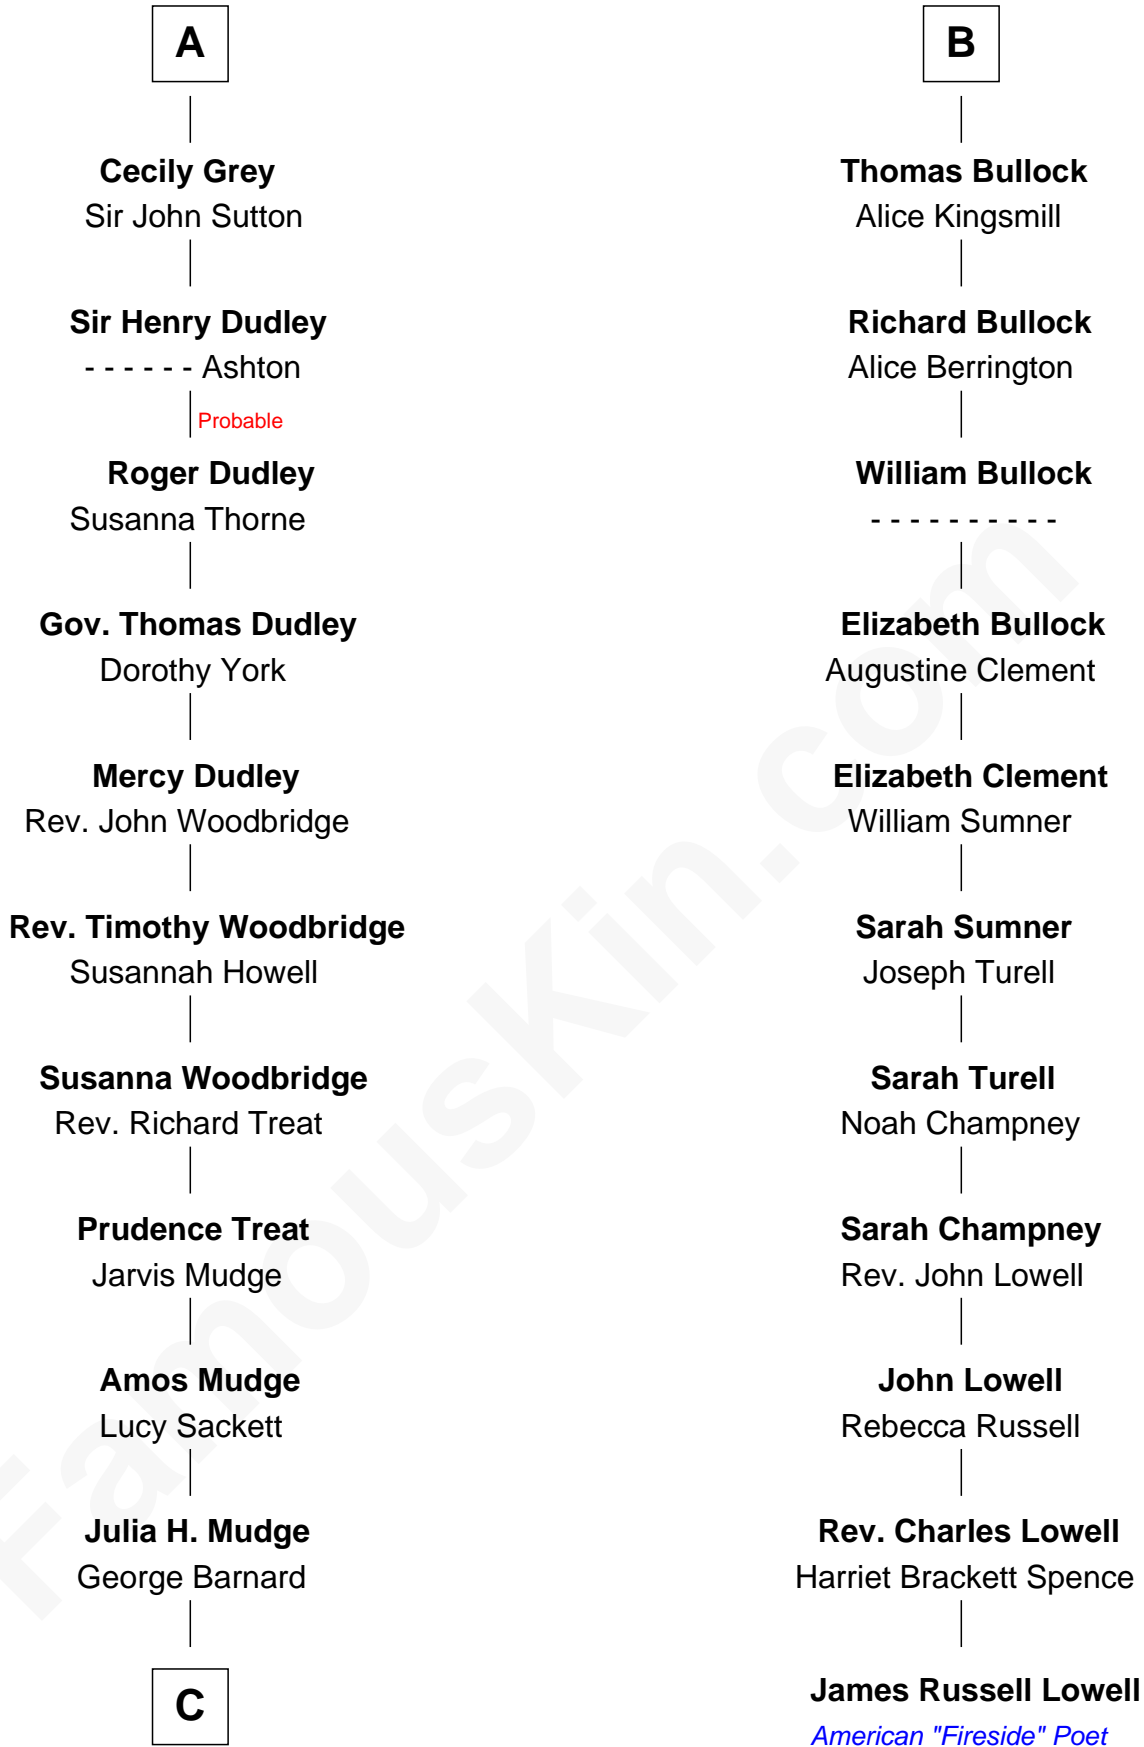 A
Cecily Grey
Sir John Sutton
Sir Henry Dudley
- - - - - - Ashton
Probable
Roger Dudley
Susanna Thorne
Gov. Thomas Dudley
Dorothy York
Mercy Dudley
Rev. John Woodbridge
Rev. Timothy Woodbridge
Susannah Howell
Susanna Woodbridge
Rev. Richard Treat
Prudence Treat
Jarvis Mudge
Amos Mudge
Lucy Sackett
Julia H. Mudge
George Barnard
C
B
Thomas Bullock
Alice Kingsmill
Richard Bullock
Alice Berrington
William Bullock
- - - - - - - - - -
Elizabeth Bullock
Augustine Clement
Elizabeth Clement
William Sumner
Sarah Sumner
Joseph Turell
Sarah Turell
Noah Champney
Sarah Champney
Rev. John Lowell
John Lowell
Rebecca Russell
Rev. Charles Lowell
Harriet Brackett Spence
James Russell Lowell
American "Fireside" Poet
FamousKin.com